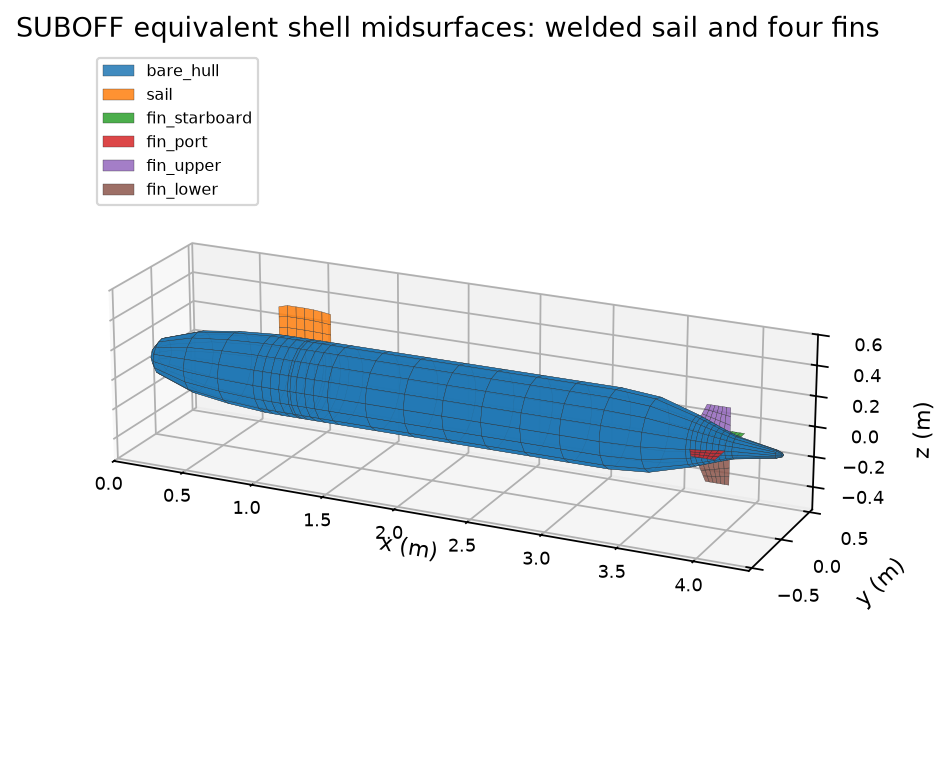 SUBOFF equivalent shell midsurfaces: welded sail and four fins
bare_hull
sail
fin_starboard
fin_port
fin_upper
fin_lower
0.6
0.4
0.2
0.0
−0.2
−0.4
z (m)
0.0
0.5
1.0
1.5
2.0
2.5
3.0
3.5
4.0
x (m)
0.5
0.0
−0.5
y (m)